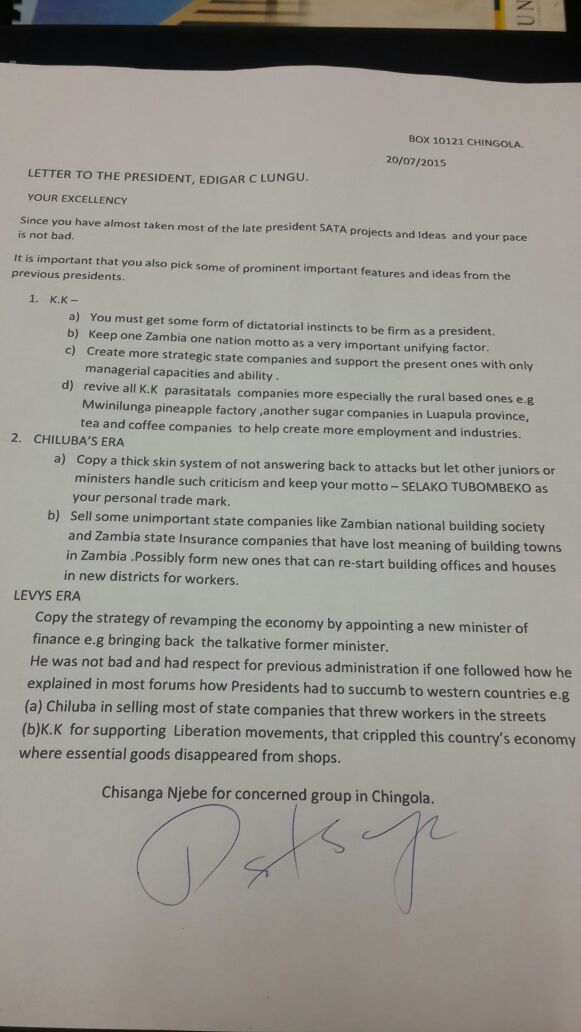 UN
BOX 10121 CHINGOLA.
20/07/2015
LETTER TO THE PRESIDENT, EDIGAR C LUNGU.
YOUR EXCELLENCY
Since you have almost taken most of the late president SATA projects and Ideas and your pace
is not bad.
It is important that you also pick some of prominent important features and ideas from the
previous presidents.
1. K.K –
a) You must get some form of dictatorial instincts to be firm as a president.
b) Keep one Zambia one nation motto as a very important unifying factor.
c) Create more strategic state companies and support the present ones with only
managerial capacities and ability .
d) revive all K.K parasitatals companies more especially the rural based ones e.g
Mwinilunga pineapple factory ,another sugar companies in Luapula province,
tea and coffee companies to help create more employment and industries.
2. CHILUBA'S ERA
a) Copy a thick skin system of not answering back to attacks but let other juniors or
ministers handle such criticism and keep your motto – SELAKO TUBOMBEKO as
your personal trade mark.
b) Sell some unimportant state companies like Zambian national building society
and Zambia state Insurance companies that have lost meaning of building towns
in Zambia .Possibly form new ones that can re-start building offices and houses
in new districts for workers.
LEVYS ERA
Copy the strategy of revamping the economy by appointing a new minister of
finance e.g bringing back the talkative former minister.
He was not bad and had respect for previous administration if one followed how he
explained in most forums how Presidents had to succumb to western countries e.g
(a) Chiluba in selling most of state companies that threw workers in the streets
(b)K.K for supporting Liberation movements, that crippled this country's economy
where essential goods disappeared from shops.
Chisanga Njebe for concerned group in Chingola.